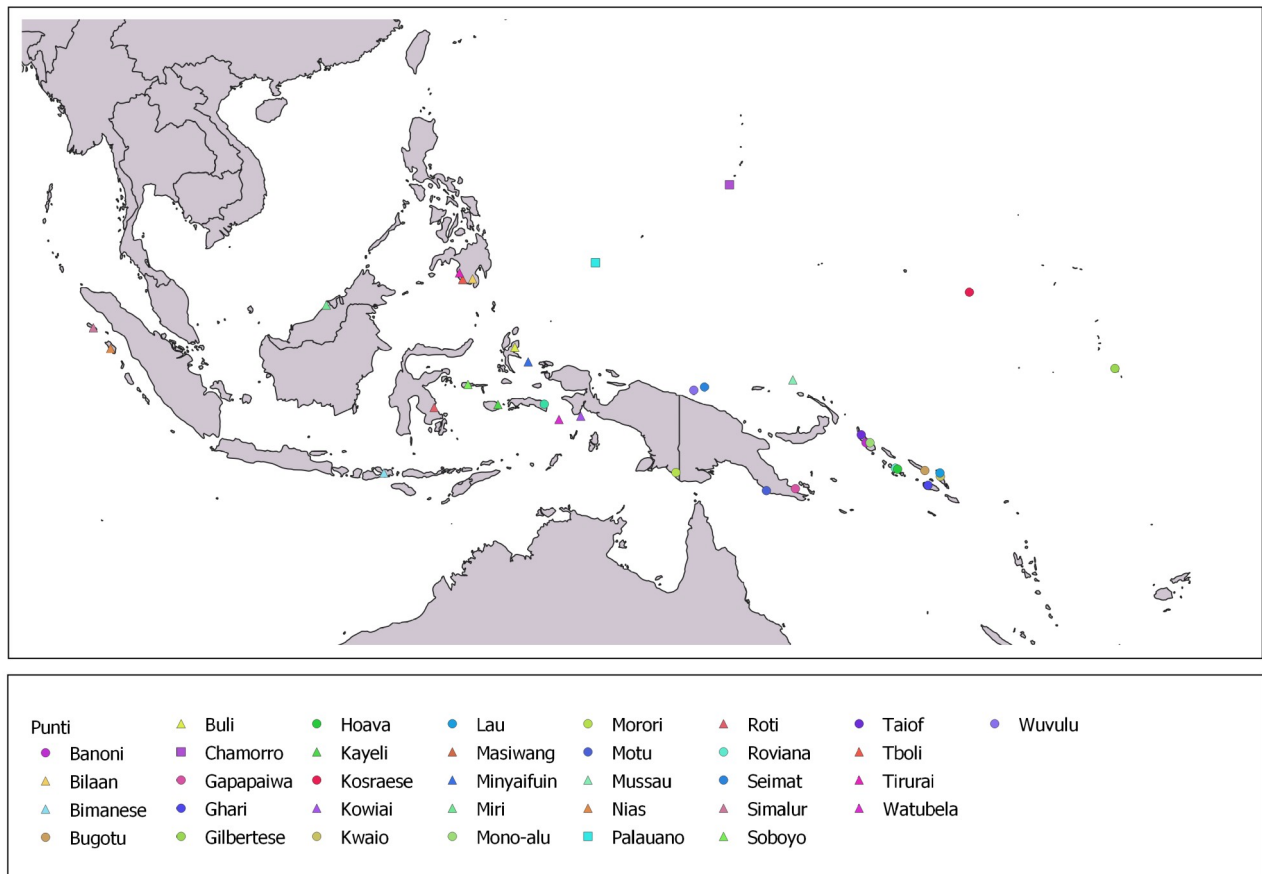 Punti
Banoni
Bilaan
Bimanese
Bugotu
Buli
Chamorro
Gapapaiwa
Ghari
Gilbertese
Hoava
Kayeli
Kosraese
Kowiai
Kwaio
Lau
Masiwang
Minyaifuin
Miri
Mono-alu
Morori
Motu
Mussau
Nias
Palauano
Roti
Roviana
Seimat
Simalur
Soboyo
Taiof
Tboli
Tirurai
Watubela
Wuvulu